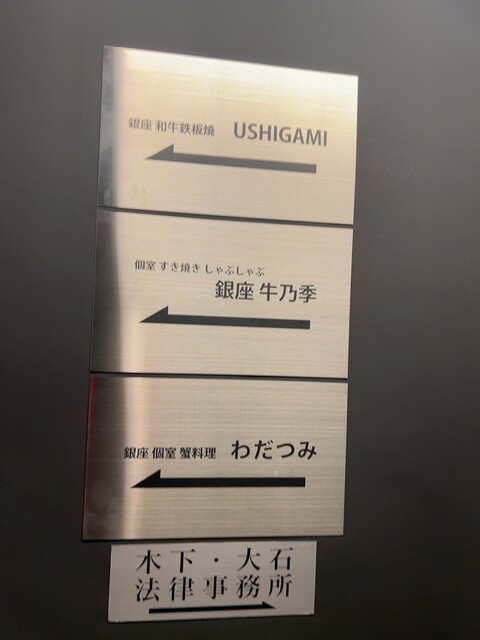 銀座 和牛鉄板焼 USHIGAMI
個室 すき焼き しゃぶしゃぶ
銀座 牛乃季
銀座 個室 蟹料理 わだつみ
木下・大石
法律事務所